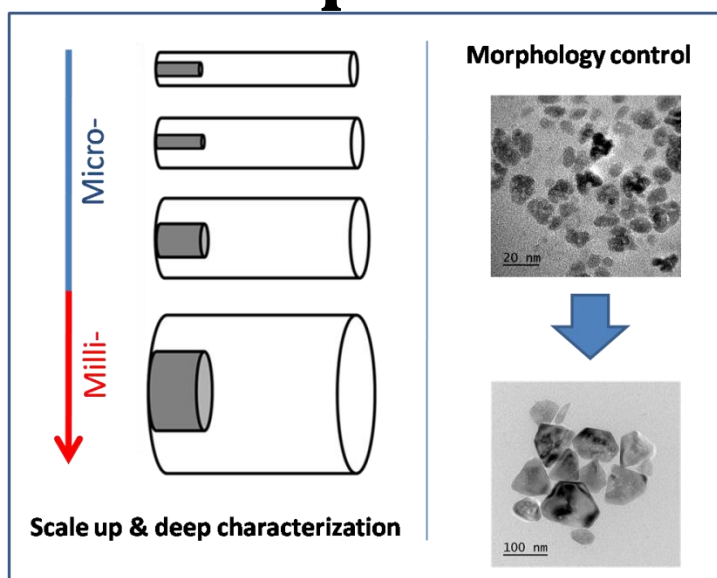 Micro-
Milli-
Scale up & deep characterization
Morphology control
20 nm
100 nm